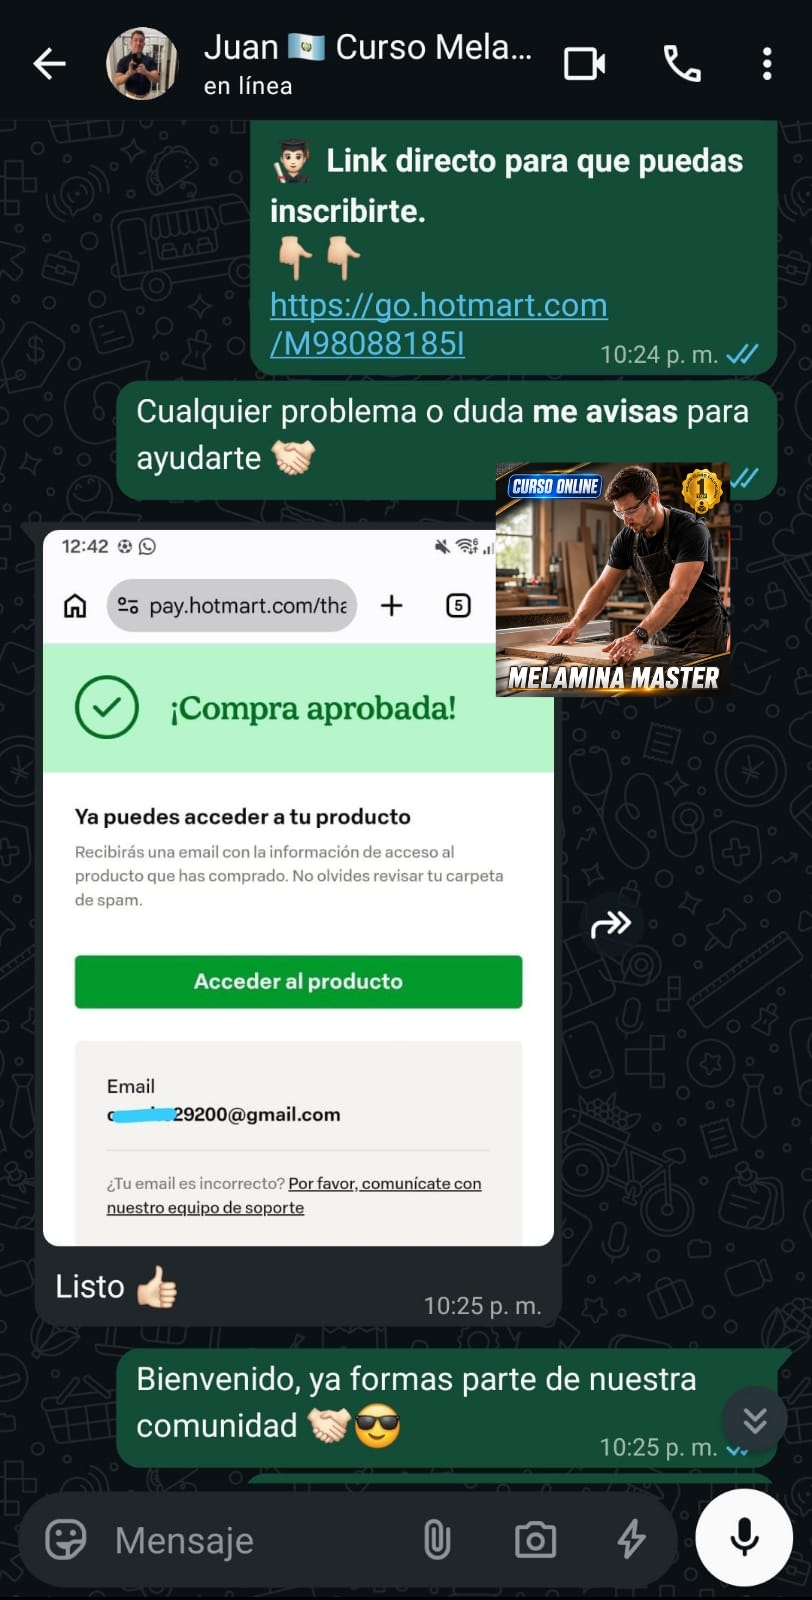 Juan 🇬🇹 Curso Mela...
en línea
👨🏻‍🎓 Link directo para que puedas
inscribirte.
👇🏻👇🏻
https://go.hotmart.com
/M98088185I
10:24 p. m.
Cualquier problema o duda me avisas para
ayudarte 🤝🏻
CURSO ONLINE
1
MELAMINA MASTER
12:42
pay.hotmart.com/tha
5
¡Compra aprobada!
Ya puedes acceder a tu producto
Recibirás una email con la información de acceso al
producto que has comprado. No olvides revisar tu carpeta
de spam.
Acceder al producto
Email
29200@gmail.com
¿Tu email es incorrecto? Por favor, comunícate con
nuestro equipo de soporte
Listo 👍🏻
10:25 p. m.
Bienvenido, ya formas parte de nuestra
comunidad 🤝🏻😎
10:25 p. m.
Mensaje